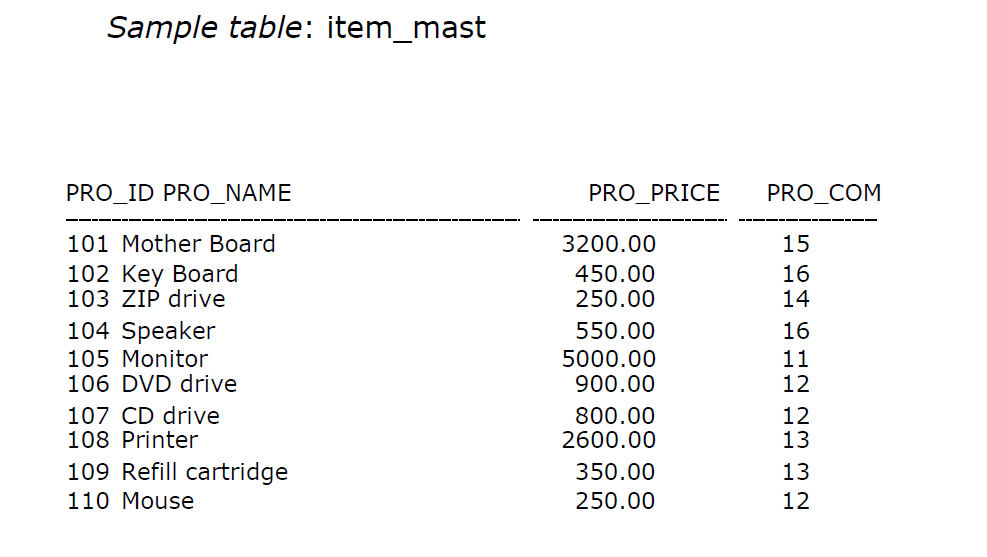 Sample table: item_mast
PRO_ID PRO_NAME PRO_PRICE PRO_COM
101 Mother Board 3200.00 15
102 Key Board 450.00 16
103 ZIP drive 250.00 14
104 Speaker 550.00 16
105 Monitor 5000.00 11
106 DVD drive 900.00 12
107 CD drive 800.00 12
108 Printer 2600.00 13
109 Refill cartridge 350.00 13
110 Mouse 250.00 12